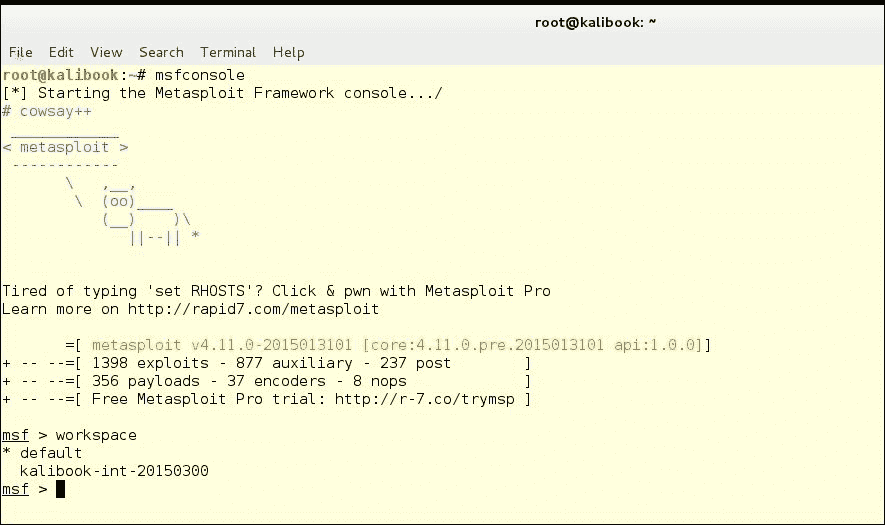 root@kalibook: ~
File Edit View Search Terminal Help
root@kalibook:~# msfconsole
[*] Starting the Metasploit Framework console.../
# cowsay++
 ____________
< metasploit >
 ------------
       \   ,__,
        \  (oo)____
           (__)    )\
              ||--|| *
Tired of typing 'set RHOSTS'? Click & pwn with Metasploit Pro
Learn more on http://rapid7.com/metasploit
       =[ metasploit v4.11.0-2015013101 [core:4.11.0.pre.2015013101 api:1.0.0]]
+ -- --=[ 1398 exploits - 877 auxiliary - 237 post          ]
+ -- --=[ 356 payloads - 37 encoders - 8 nops               ]
+ -- --=[ Free Metasploit Pro trial: http://r-7.co/trymsp ]
msf > workspace
* default
  kalibook-int-20150300
msf >